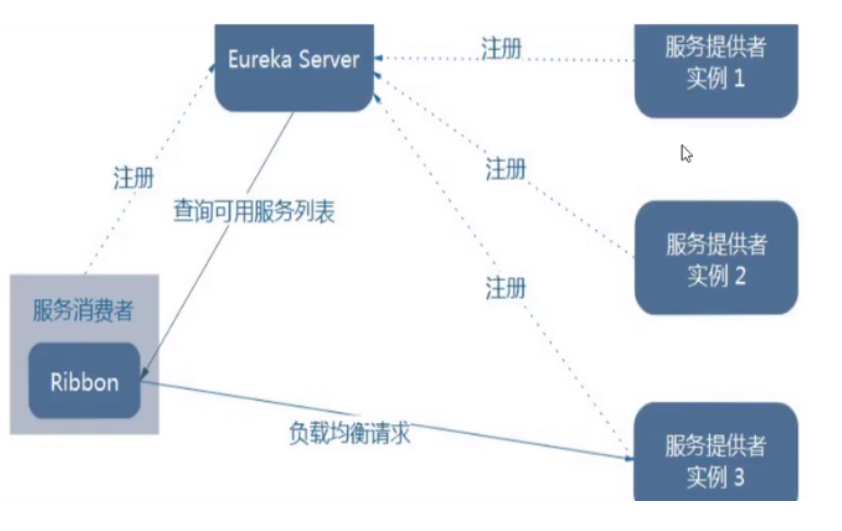 Eureka Server
注册
服务提供者
实例 1
注册
注册
查询可用服务列表
服务提供者
实例 2
注册
服务消费者
Ribbon
负载均衡请求
服务提供者
实例 3